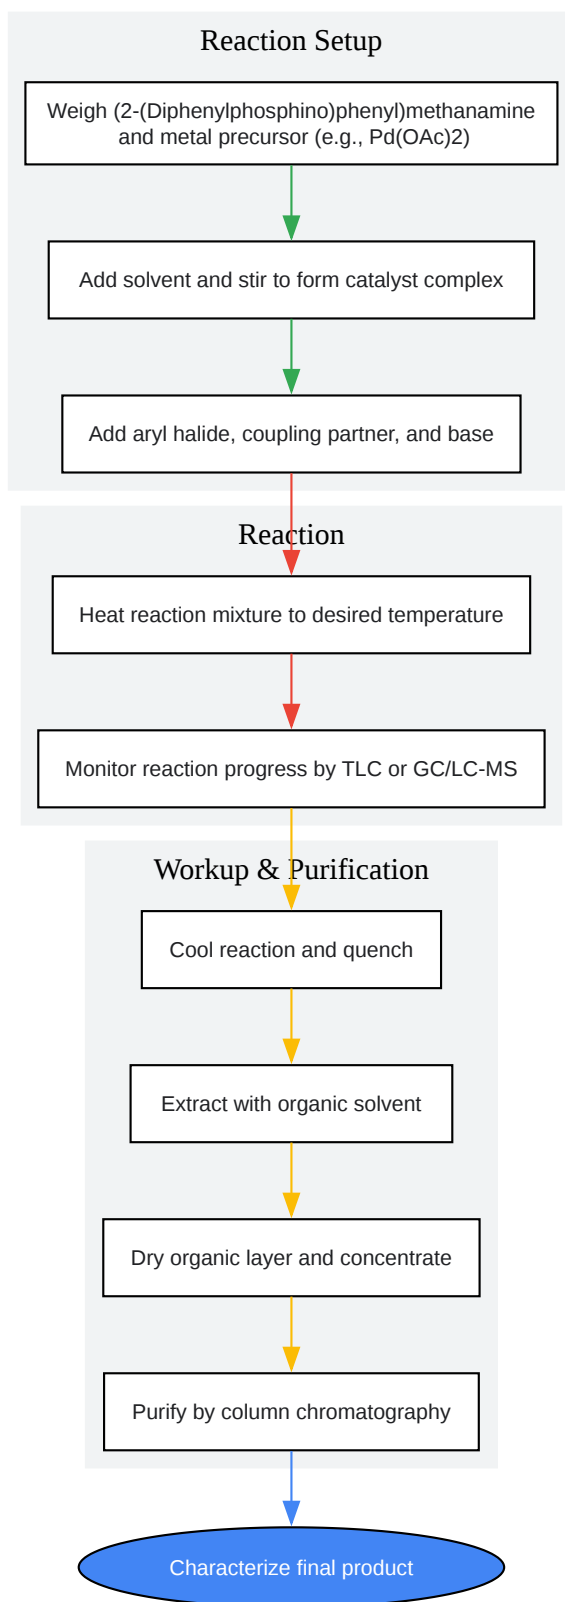 Reaction Setup
Weigh (2-(Diphenylphosphino)phenyl)methanamine
and metal precursor (e.g., Pd(OAc)2)
Add solvent and stir to form catalyst complex
Add aryl halide, coupling partner, and base
Reaction
Heat reaction mixture to desired temperature
Monitor reaction progress by TLC or GC/LC-MS
Workup & Purification
Cool reaction and quench
Extract with organic solvent
Dry organic layer and concentrate
Purify by column chromatography
Characterize final product